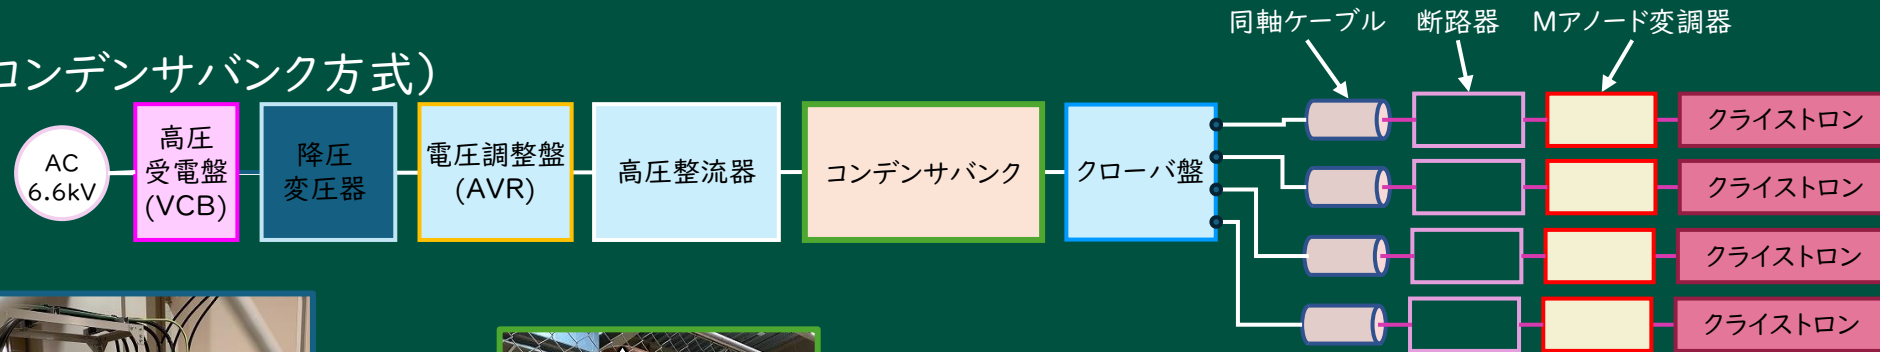 同軸ケーブル 断路器 Mアノード変調器
コンデンサバンク方式）
AC
6.6kV
高圧
受電盤
(VCB)
降圧
変圧器
電圧調整盤
(AVR)
高圧整流器
コンデンサバンク
クローバ盤
クライストロン
クライストロン
クライストロン
クライストロン